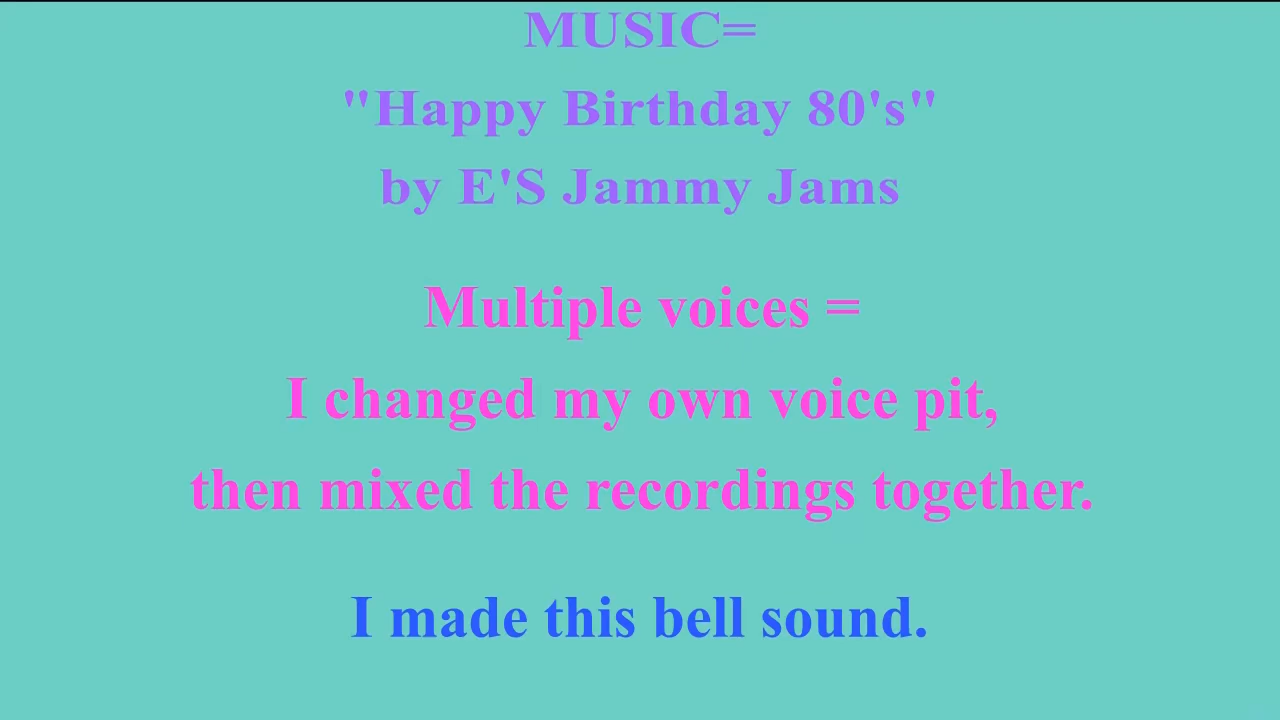 MUSIC=
"Happy Birthday 80's"
by E'S Jammy Jams
Multiple voices =
I changed my own voice pit,
then mixed the recordings together.
I made this bell sound.